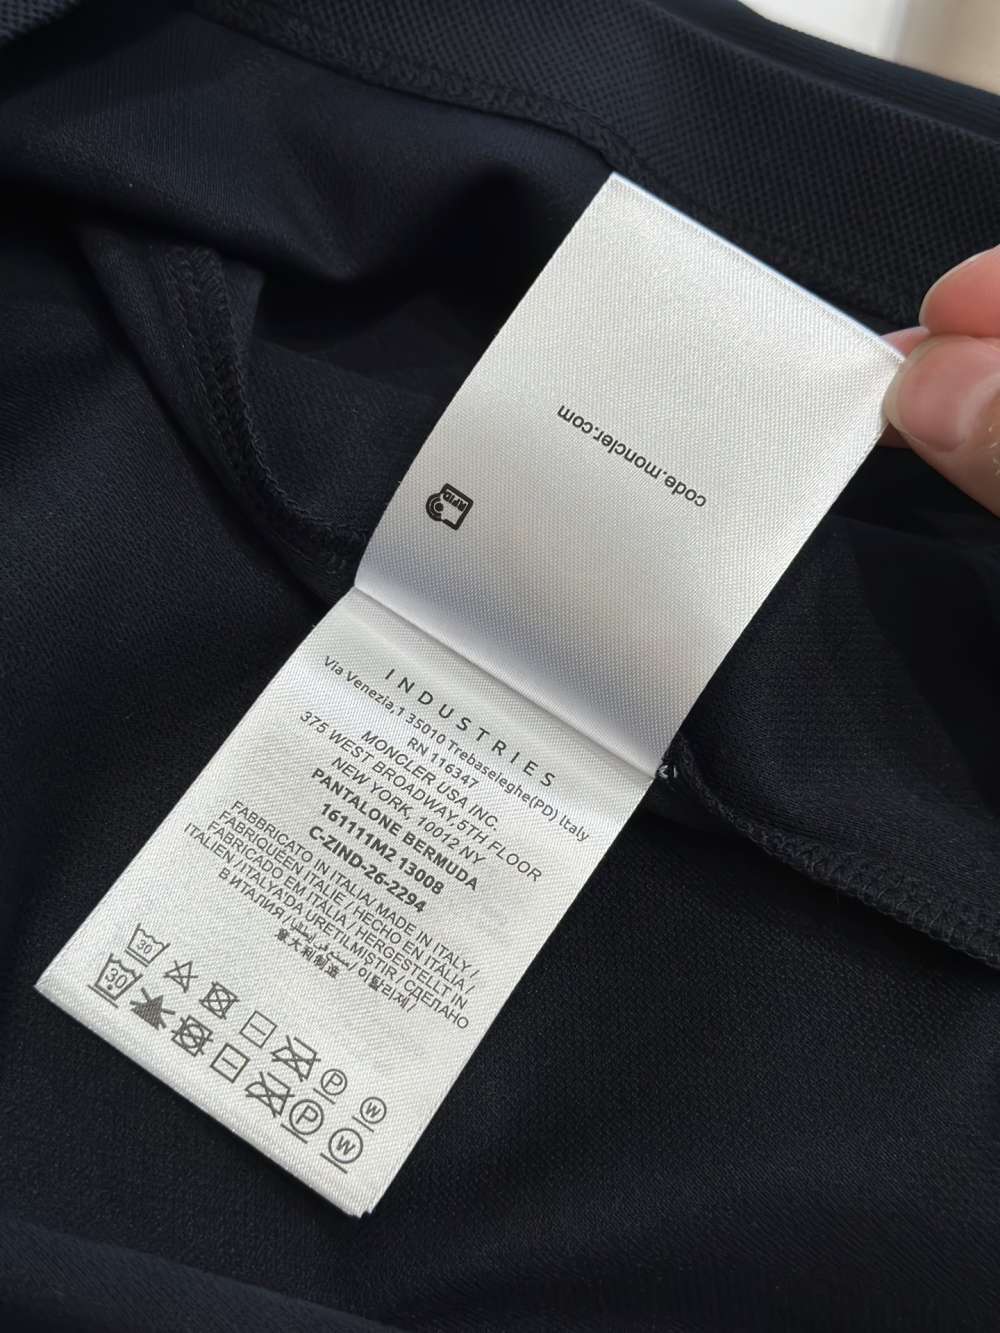 code.moncler.com
RFID
INDUSTRIES
Via Venezia,1 35010 Trebaseleghe(PD) Italy
RN 116347
MONCLER USA INC.
375 WEST BROADWAY,5TH FLOOR
NEW YORK, 10012 NY
PANTALONE BERMUDA
161111M2 13008
C-ZIND-26-2294
FABBRICATO IN ITALIA/ MADE IN ITALY /
FABRIQUEEN ITALIE / HECHO EN ITALIA /
FABRICADO EM ITÁLIA / HERGESTELLT IN
ITALIEN /ITALYA'DA ÜRETILMIŞTIR / СДЕЛАНО
В ИТАЛИЯ / /
意大利制造
30
P
W
30
P
W